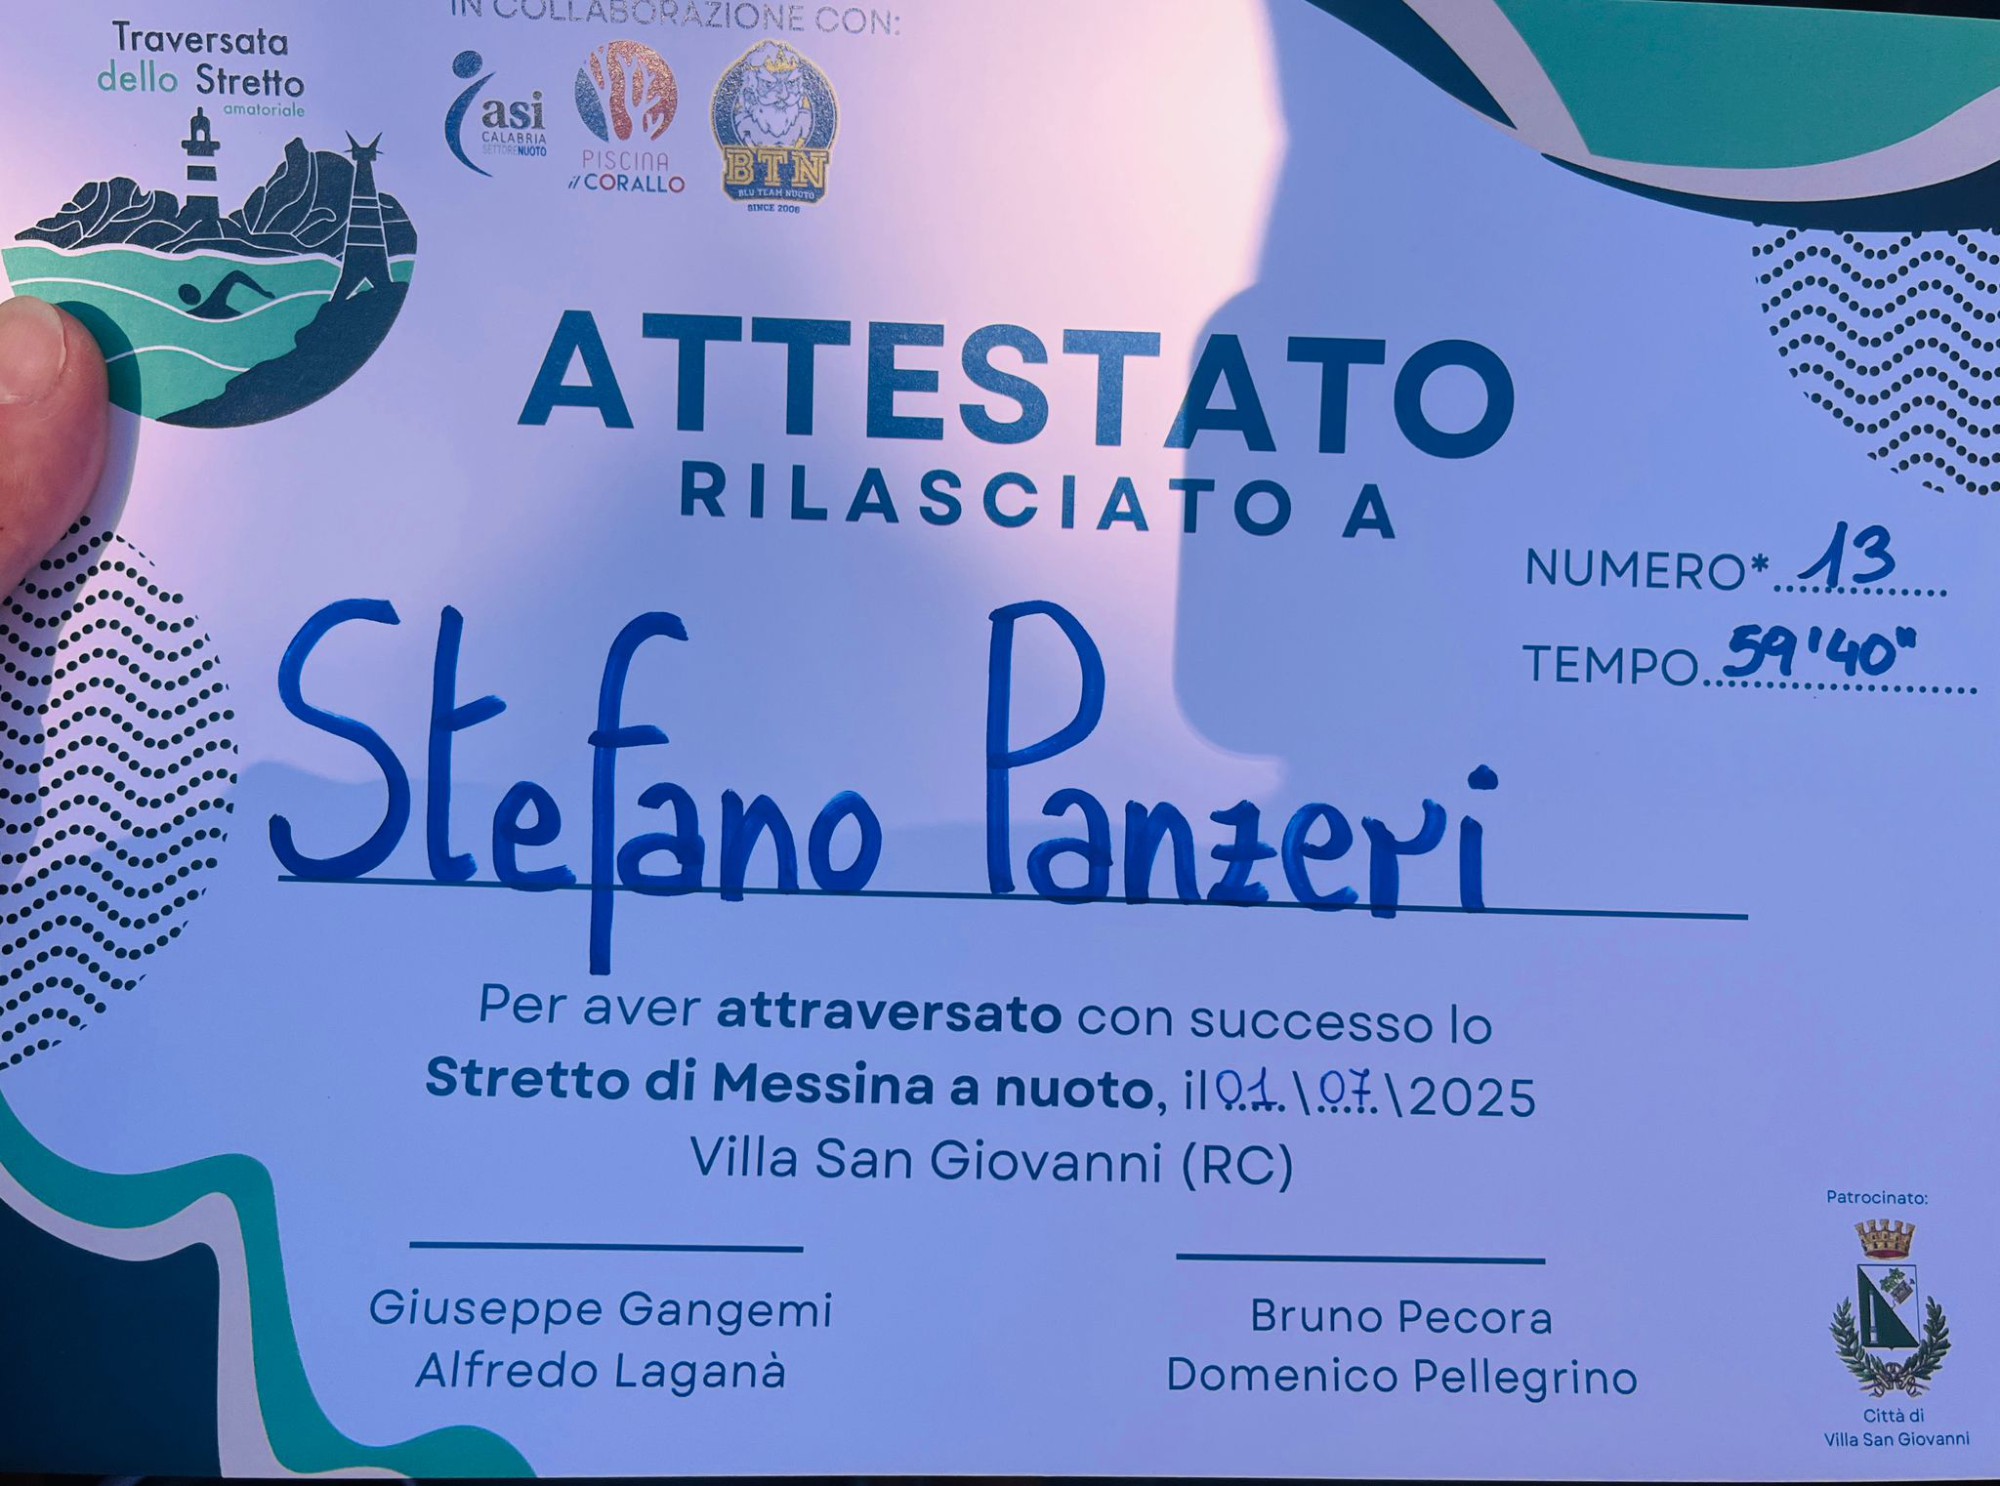 Traversata
dello Stretto
amatoriale
IN COLLABORAZIONE CON:
asi
CALABRIA
SETTORE NUOTO
PISCINA
il CORALLO
BTN
BLU TEAM NUOTO
SINCE 2006
ATTESTATO
RILASCIATO A
NUMERO* 13
TEMPO 59'40"
Stefano Panzeri
Per aver attraversato con successo lo
Stretto di Messina a nuoto, il 01\07\2025
Villa San Giovanni (RC)
Giuseppe Gangemi
Alfredo Laganà
Bruno Pecora
Domenico Pellegrino
Patrocinato:
Città di
Villa San Giovanni